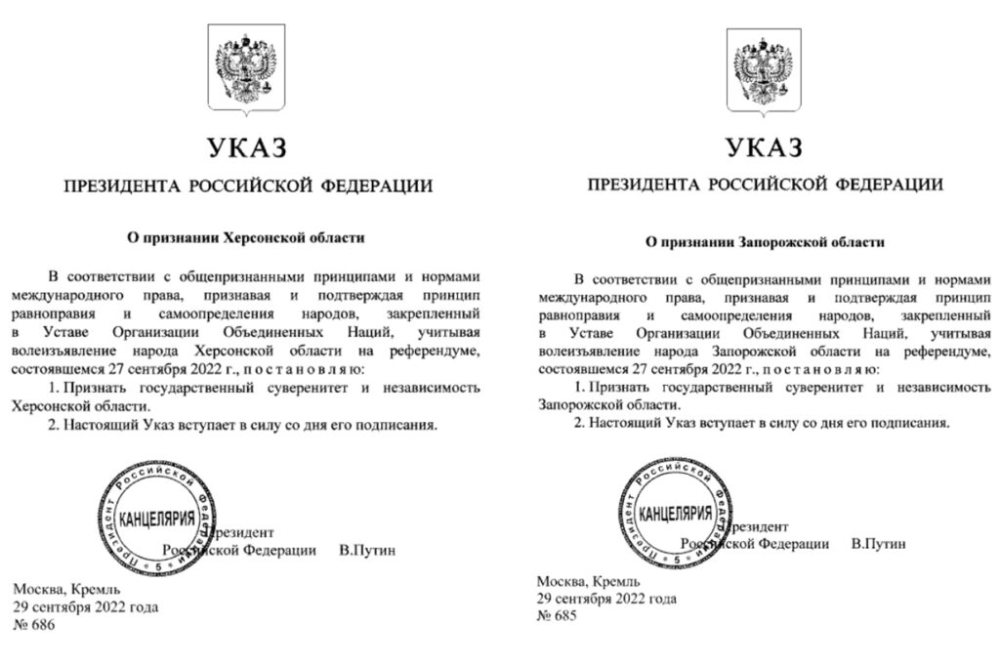 УКАЗ
ПРЕЗИДЕНТА РОССИЙСКОЙ ФЕДЕРАЦИИ
О признании Херсонской области
В соответствии с общепризнанными принципами и нормами
международного права, признавая и подтверждая принцип
равноправия и самоопределения народов, закрепленный
в Уставе Организации Объединенных Наций, учитывая
волеизъявление народа Херсонской области на референдуме,
состоявшемся 27 сентября 2022 г., п о с т а н о в л я ю:
1. Признать государственный суверенитет и независимость
Херсонской области.
2. Настоящий Указ вступает в силу со дня его подписания.
Президент Российской Федерации
КАНЦЕЛЯРИЯ
* 5 *
Президент
Российской Федерации В.Путин
Москва, Кремль
29 сентября 2022 года
№ 686
УКАЗ
ПРЕЗИДЕНТА РОССИЙСКОЙ ФЕДЕРАЦИИ
О признании Запорожской области
В соответствии с общепризнанными принципами и нормами
международного права, признавая и подтверждая принцип
равноправия и самоопределения народов, закрепленный
в Уставе Организации Объединенных Наций, учитывая
волеизъявление народа Запорожской области на референдуме,
состоявшемся 27 сентября 2022 г., п о с т а н о в л я ю:
1. Признать государственный суверенитет и независимость
Запорожской области.
2. Настоящий Указ вступает в силу со дня его подписания.
Президент Российской Федерации
КАНЦЕЛЯРИЯ
* 5 *
Президент
Российской Федерации В.Путин
Москва, Кремль
29 сентября 2022 года
№ 685